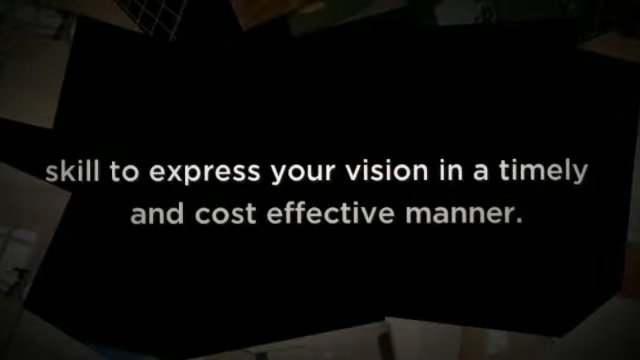 skill to express your vision in a timely
and cost effective manner.